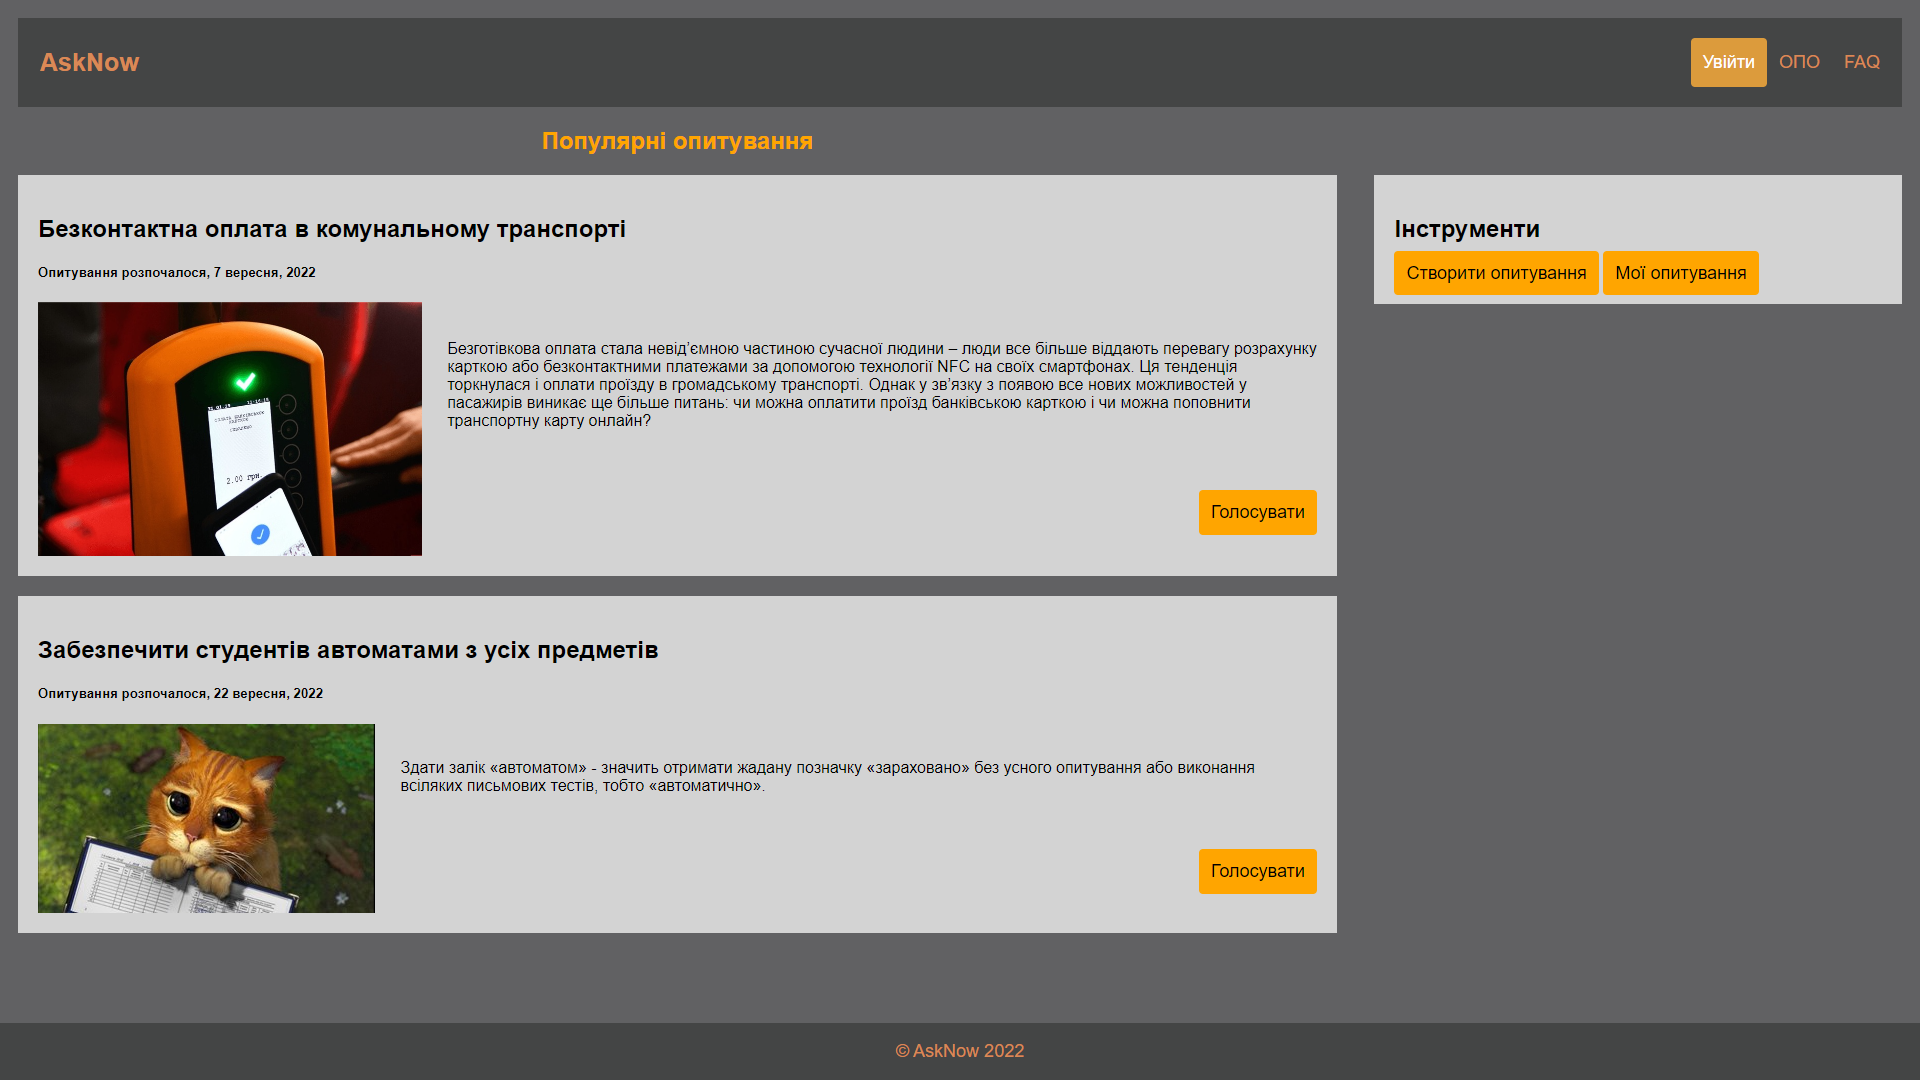 AskNow
Увійти ОПО FAQ
Популярні опитування
Безконтактна оплата в комунальному транспорті
Опитування розпочалося, 7 вересня, 2022
2.00 грн.
Безготівкова оплата стала невід’ємною частиною сучасної людини – люди все більше віддають перевагу розрахунку
карткою або безконтактними платежами за допомогою технології NFC на своїх смартфонах. Ця тенденція
торкнулася і оплати проїзду в громадському транспорті. Однак у зв’язку з появою все нових можливостей у
пасажирів виникає ще більше питань: чи можна оплатити проїзд банківською карткою і чи можна поповнити
транспортну карту онлайн?
Голосувати
Інструменти
Створити опитування Мої опитування
Забезпечити студентів автоматами з усіх предметів
Опитування розпочалося, 22 вересня, 2022
Здати залік «автоматом» - значить отримати жадану позначку «зараховано» без усного опитування або виконання
всіляких письмових тестів, тобто «автоматично».
Голосувати
© AskNow 2022